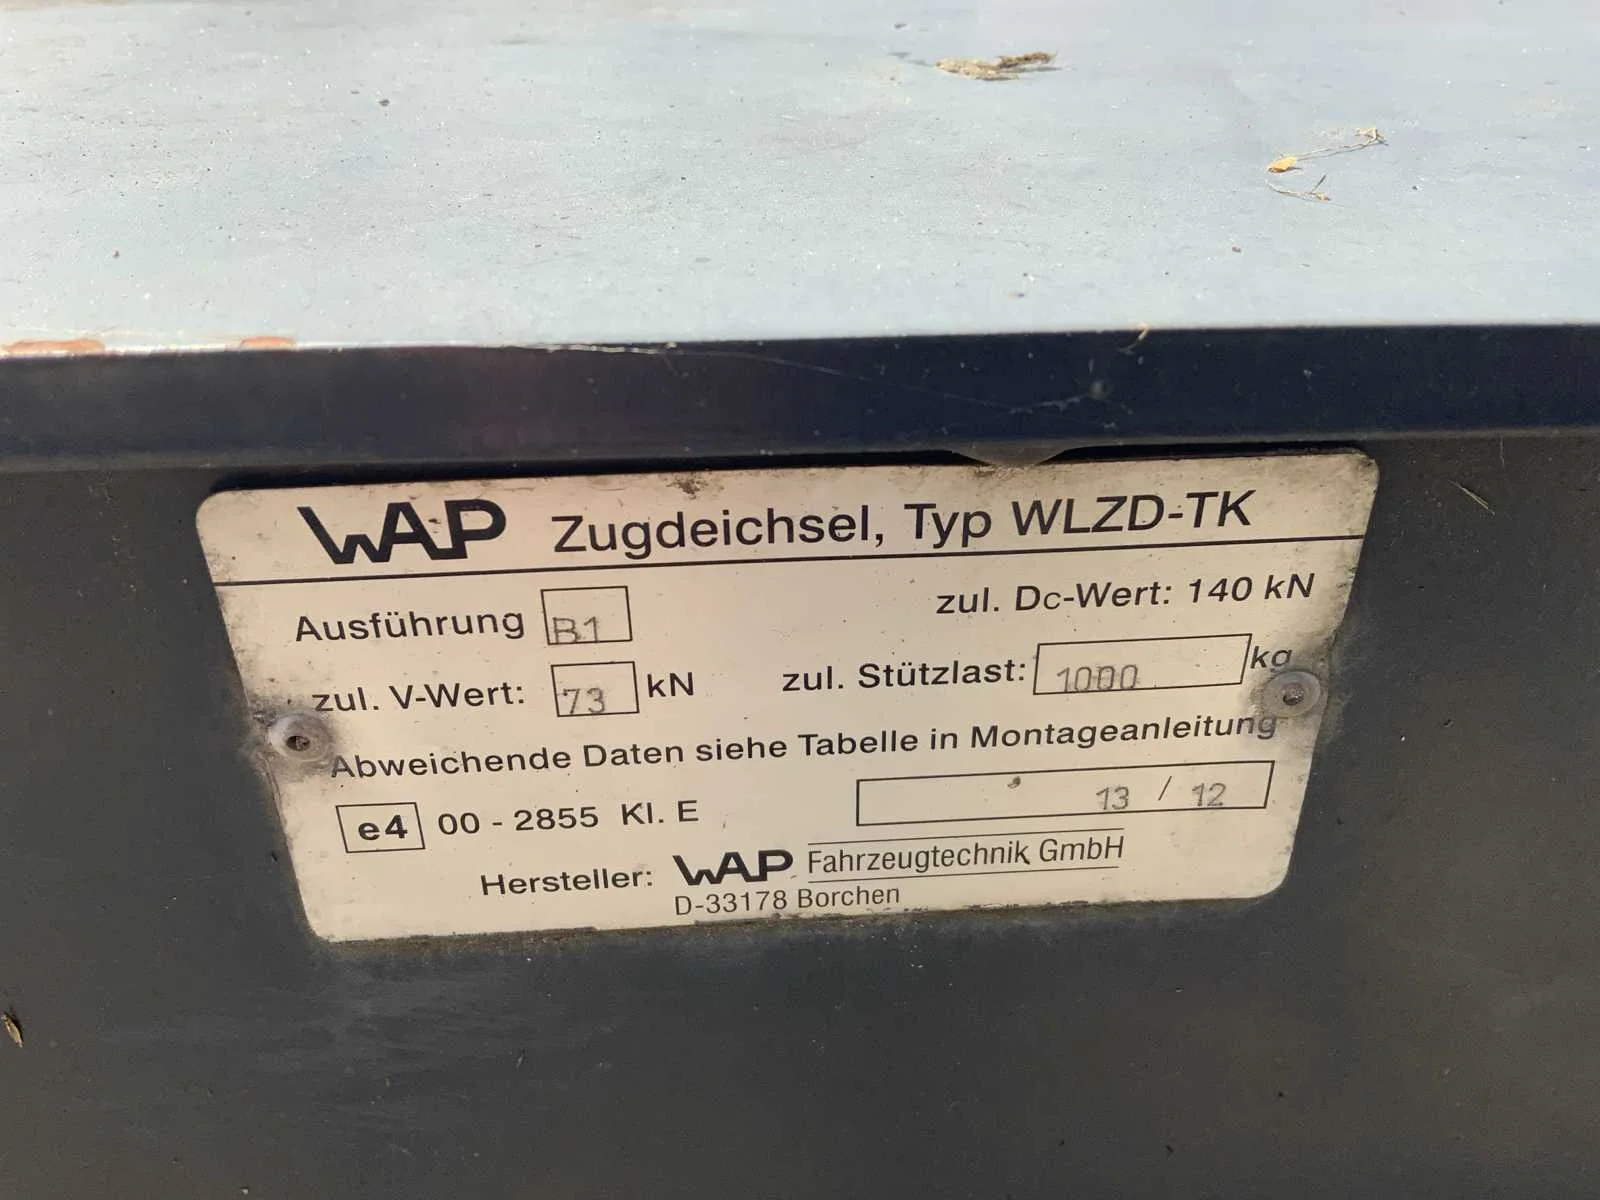 WAP Zugdeichsel, Typ WLZD-TK
Ausführung B1 zul. Dc-Wert: 140 kN
zul. V-Wert: 73 kN zul. Stützlast: 1000 kg
Abweichende Daten siehe Tabelle in Montageanleitung
e4 00 - 2855 Kl. E 13 / 12
Hersteller: WAP Fahrzeugtechnik GmbH
D-33178 Borchen